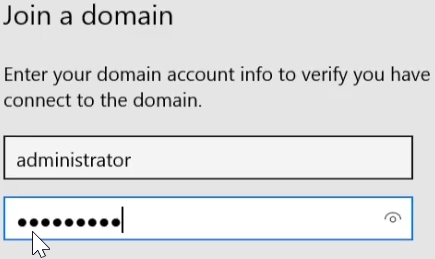 Join a domain
Enter your domain account info to verify you have
connect to the domain.
administrator
●●●●●●●●●